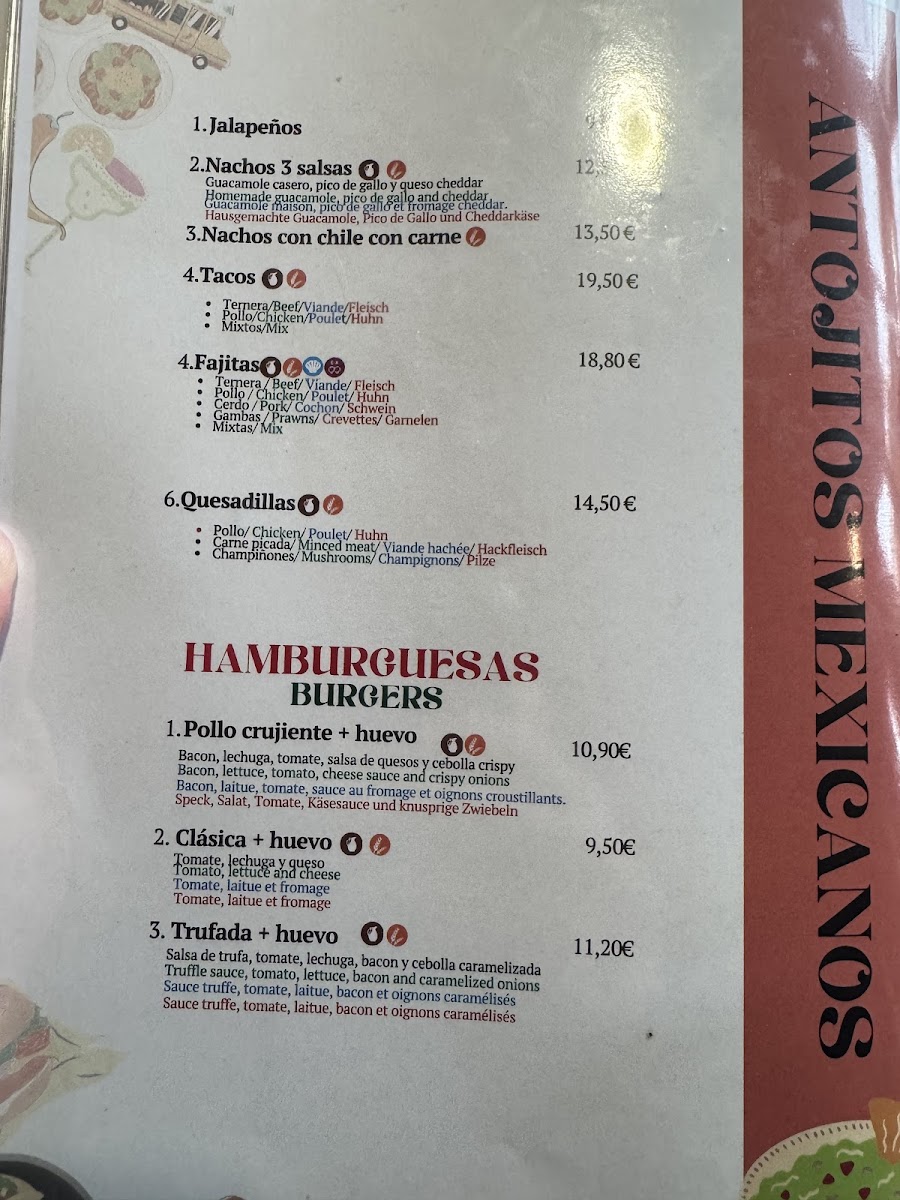 1.Jalapeños
2.Nachos 3 salsas
Guacamole casero, pico de gallo y queso cheddar
Homemade guacamole, pico de gallo and cheddar
Guacamole maison, pico de gallo et fromage cheddar.
Hausgemachte Guacamole, Pico de Gallo und Cheddarkäse
3.Nachos con chile con carne 13,50€
4.Tacos 19,50€
• Ternera/Beef/Viande/Fleisch
• Pollo/Chicken/Poulet/Huhn
• Mixtos/Mix
4.Fajitas 18,80€
• Ternera / Beef/ Viande/ Fleisch
• Pollo / Chicken/ Poulet/ Huhn
• Cerdo / Pork/ Cochon/ Schwein
• Gambas / Prawns/ Crevettes/ Garnelen
• Mixtas/ Mix
6.Quesadillas 14,50€
• Pollo/ Chicken/ Poulet/ Huhn
• Carne picada/ Minced meat/ Viande hachée/ Hackfleisch
• Champiñones/ Mushrooms/ Champignons/ Pilze
HAMBURGUESAS
BURGERS
1.Pollo crujiente + huevo 10,90€
Bacon, lechuga, tomate, salsa de quesos y cebolla crispy
Bacon, lettuce, tomato, cheese sauce and crispy onions
Bacon, laitue, tomate, sauce au fromage et oignons croustillants.
Speck, Salat, Tomate, Käsesauce und knusprige Zwiebeln
2. Clásica + huevo 9,50€
Tomate, lechuga y queso
Tomato, lettuce and cheese
Tomate, laitue et fromage
Tomate, laitue et fromage
3. Trufada + huevo 11,20€
Salsa de trufa, tomate, lechuga, bacon y cebolla caramelizada
Truffle sauce, tomato, lettuce, bacon and caramelized onions
Sauce truffe, tomate, laitue, bacon et oignons caramélisés
Sauce truffe, tomate, laitue, bacon et oignons caramélisés
ANTOJITOS MEXICANOS